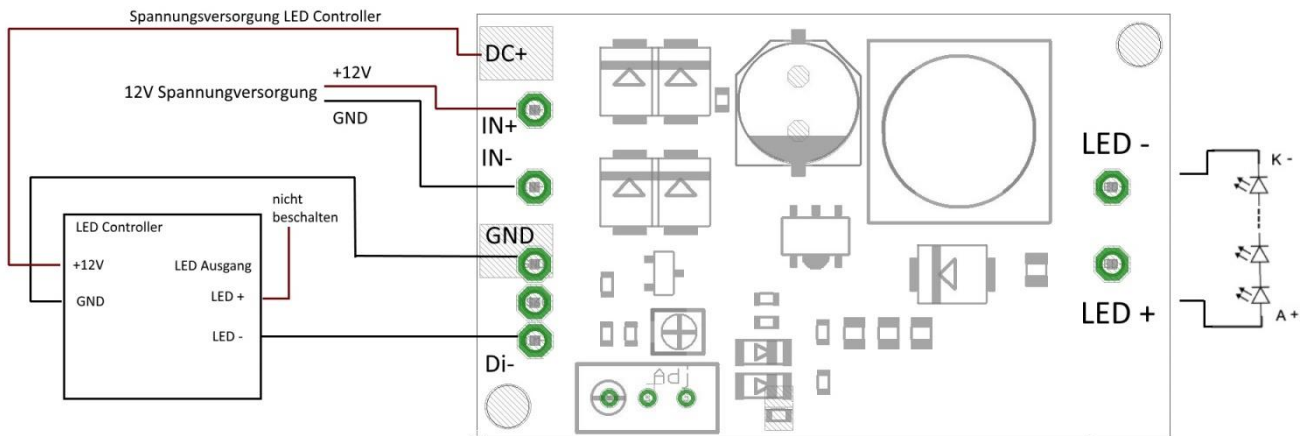 Spannungsversorgung LED Controller
DC+
+12V
12V Spannungversorgung
GND
IN+
IN-
nicht
beschalten
LED Controller
+12V
LED Ausgang
GND
LED +
LED -
GND
Di-
Adj
LED -
LED +
K -
A +